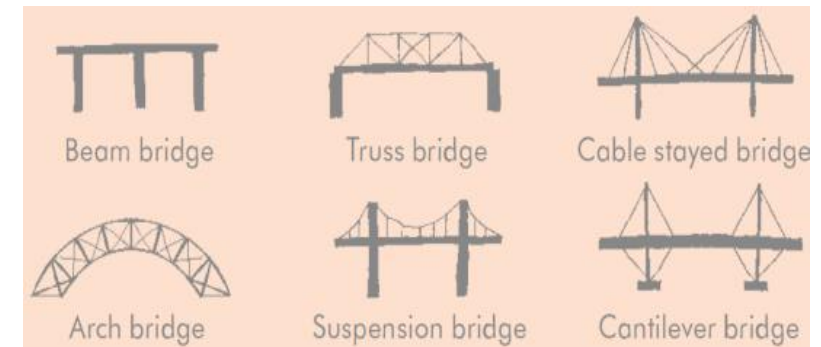 Beam bridge
Truss bridge
Cable stayed bridge
Arch bridge
Suspension bridge
Cantilever bridge